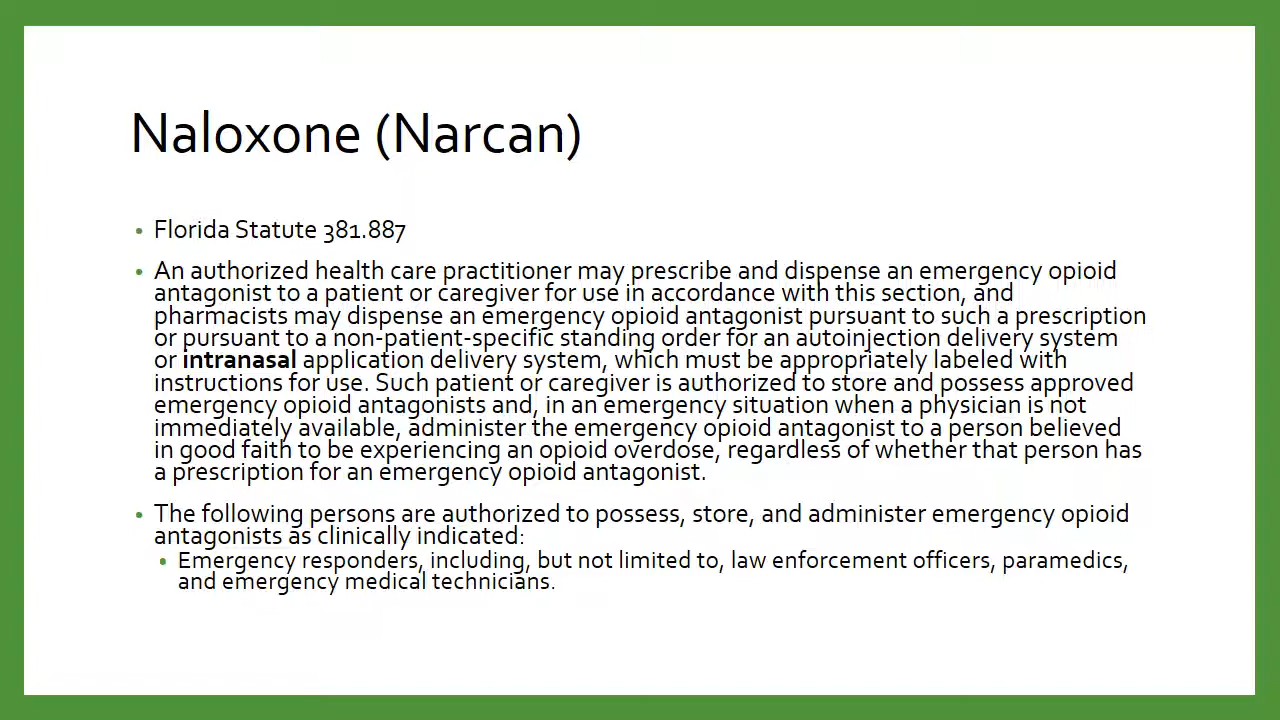 Naloxone (Narcan)
• Florida Statute 381.887
• An authorized health care practitioner may prescribe and dispense an emergency opioid
antagonist to a patient or caregiver for use in accordance with this section, and
pharmacists may dispense an emergency opioid antagonist pursuant to such a prescription
or pursuant to a non-patient-specific standing order for an autoinjection delivery system
or intranasal application delivery system, which must be appropriately labeled with
instructions for use. Such patient or caregiver is authorized to store and possess approved
emergency opioid antagonists and, in an emergency situation when a physician is not
immediately available, administer the emergency opioid antagonist to a person believed
in good faith to be experiencing an opioid overdose, regardless of whether that person has
a prescription for an emergency opioid antagonist.
• The following persons are authorized to possess, store, and administer emergency opioid
antagonists as clinically indicated:
• Emergency responders, including, but not limited to, law enforcement officers, paramedics,
and emergency medical technicians.